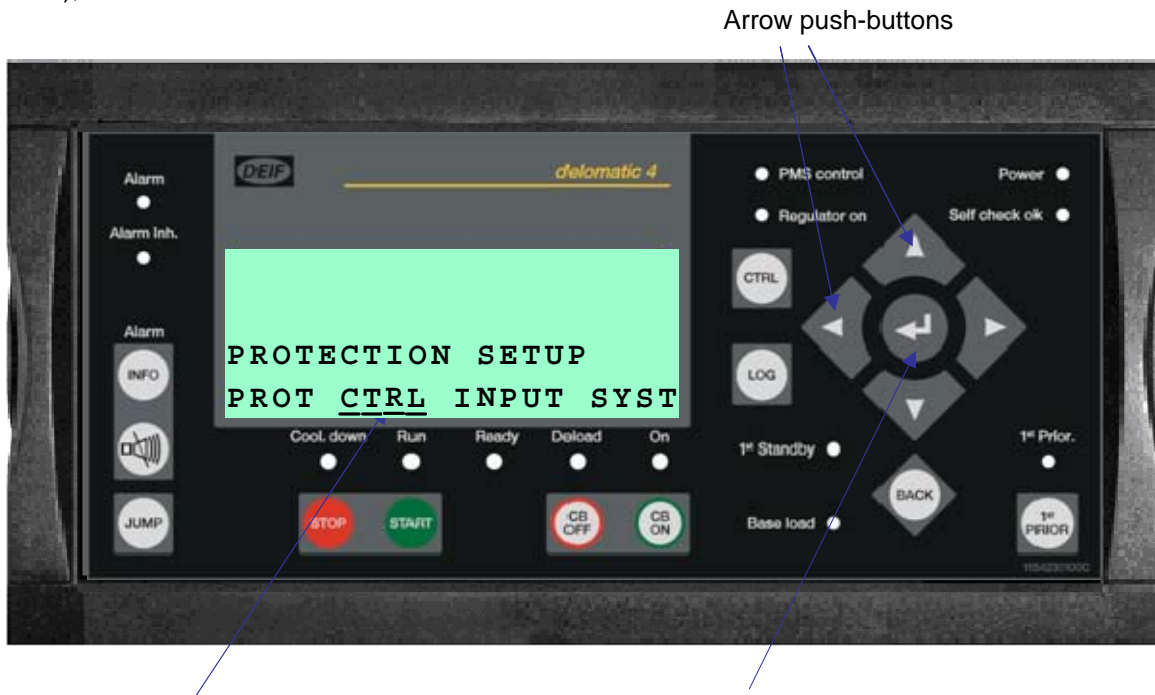 ),
Arrow push-buttons
DEIF
delomatic 4
Alarm
Alarm Inh.
PMS control
Power
Regulator on
Self check ok
CTRL
Alarm
INFO
PROTECTION SETUP
PROT CTRL INPUT SYST
LOG
Cool. down
Run
Ready
Deload
On
1st Standby
1st Prior.
JUMP
STOP
START
CB
OFF
CB
ON
Base load
BACK
1st
PRIOR